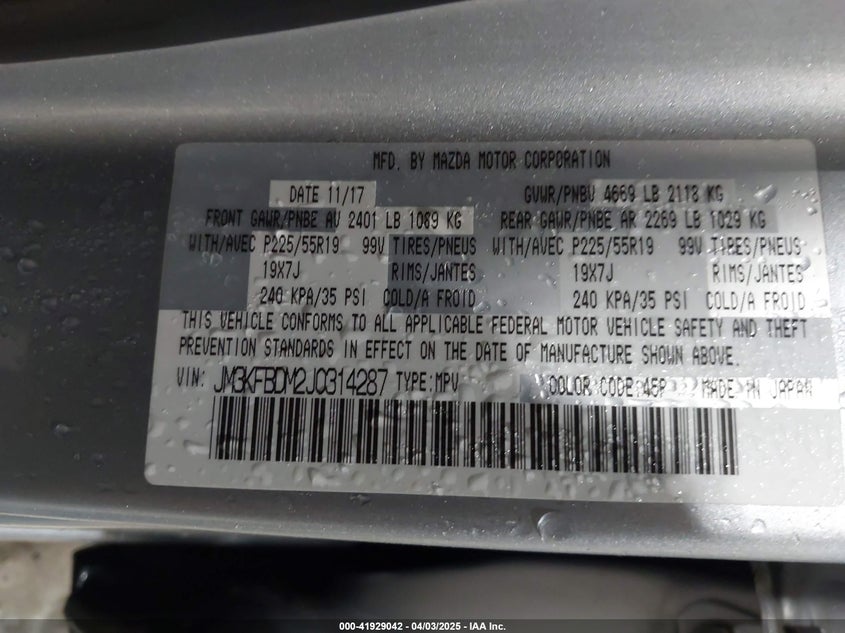 MFD. BY MAZDA MOTOR CORPORATION
DATE 11/17 GVWR/PNBV 4669 LB 2118 KG
FRONT GAWR/PNBE AV 2401 LB 1089 KG REAR GAWR/PNBE AR 2269 LB 1029 KG
WITH/AVEC P225/55R19 99V TIRES/PNEUS WITH/AVEC P225/55R19 99V TIRES/PNEUS
19X7J RIMS/JANTES 19X7J RIMS/JANTES
240 KPA/35 PSI COLD/A FROID 240 KPA/35 PSI COLD/A FROID
THIS VEHICLE CONFORMS TO ALL APPLICABLE FEDERAL MOTOR VEHICLE SAFETY AND THEFT
PREVENTION STANDARDS IN EFFECT ON THE DATE OF MANUFACTURE SHOWN ABOVE.
VIN: JM3KFBDM2J0314287 TYPE:MPV COLOR CODE:45P MADE IN JAPAN
000-41929042 - 04/03/2025 - IAA Inc.